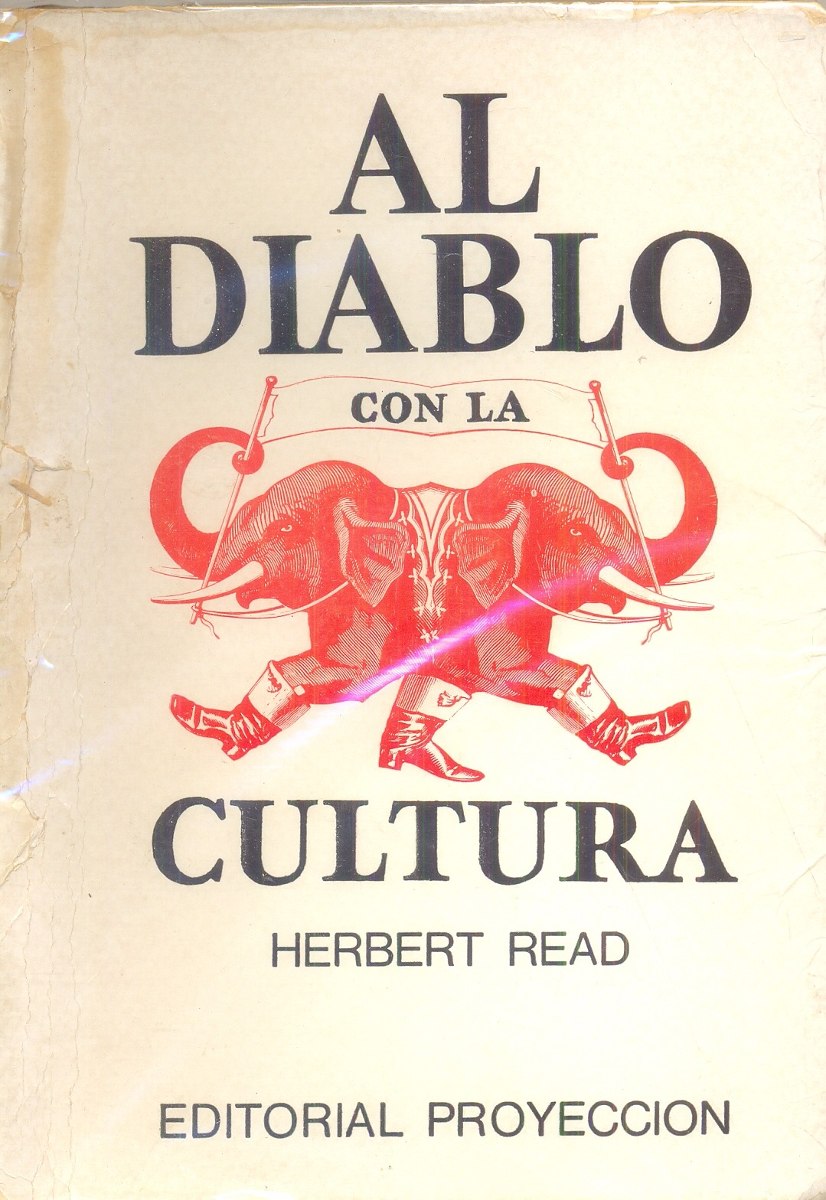 AL
DIABLO
CON LA
CULTURA
HERBERT READ
EDITORIAL PROYECCION